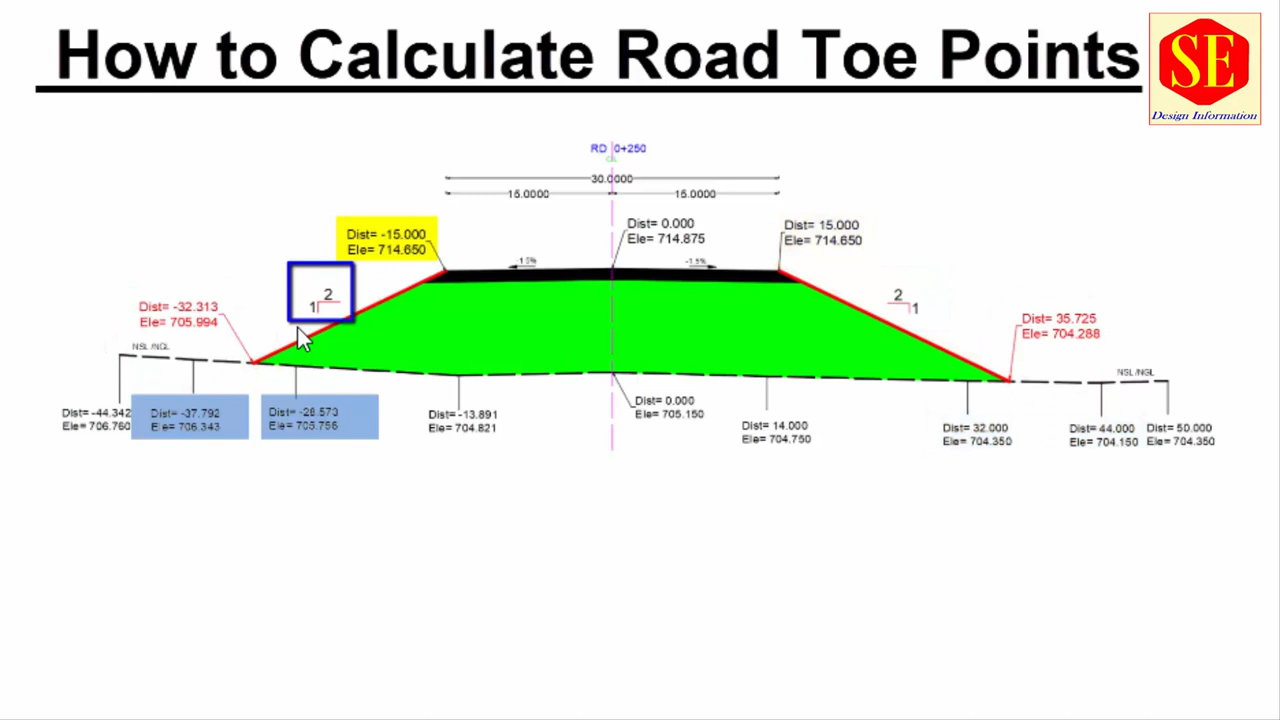 How to Calculate Road Toe Points
SE
Design Information
RD 0+250
30.0000
15.0000
15.0000
Dist= -15.000
Ele= 714.650
Dist= 0.000
Ele= 714.875
Dist= 15.000
Ele= 714.650
-1.5%
2
1
2
1
Dist= -32.313
Ele= 705.994
Dist= 35.725
Ele= 704.288
NSL /NGL
NSL /NGL
Dist= -44.342
Ele= 706.760
Dist= -37.792
Ele= 706.343
Dist= -28.573
Ele= 705.756
Dist= -13.891
Ele= 704.821
Dist= 0.000
Ele= 705.150
Dist= 14.000
Ele= 704.750
Dist= 32.000
Ele= 704.350
Dist= 44.000
Ele= 704.150
Dist= 50.000
Ele= 704.350